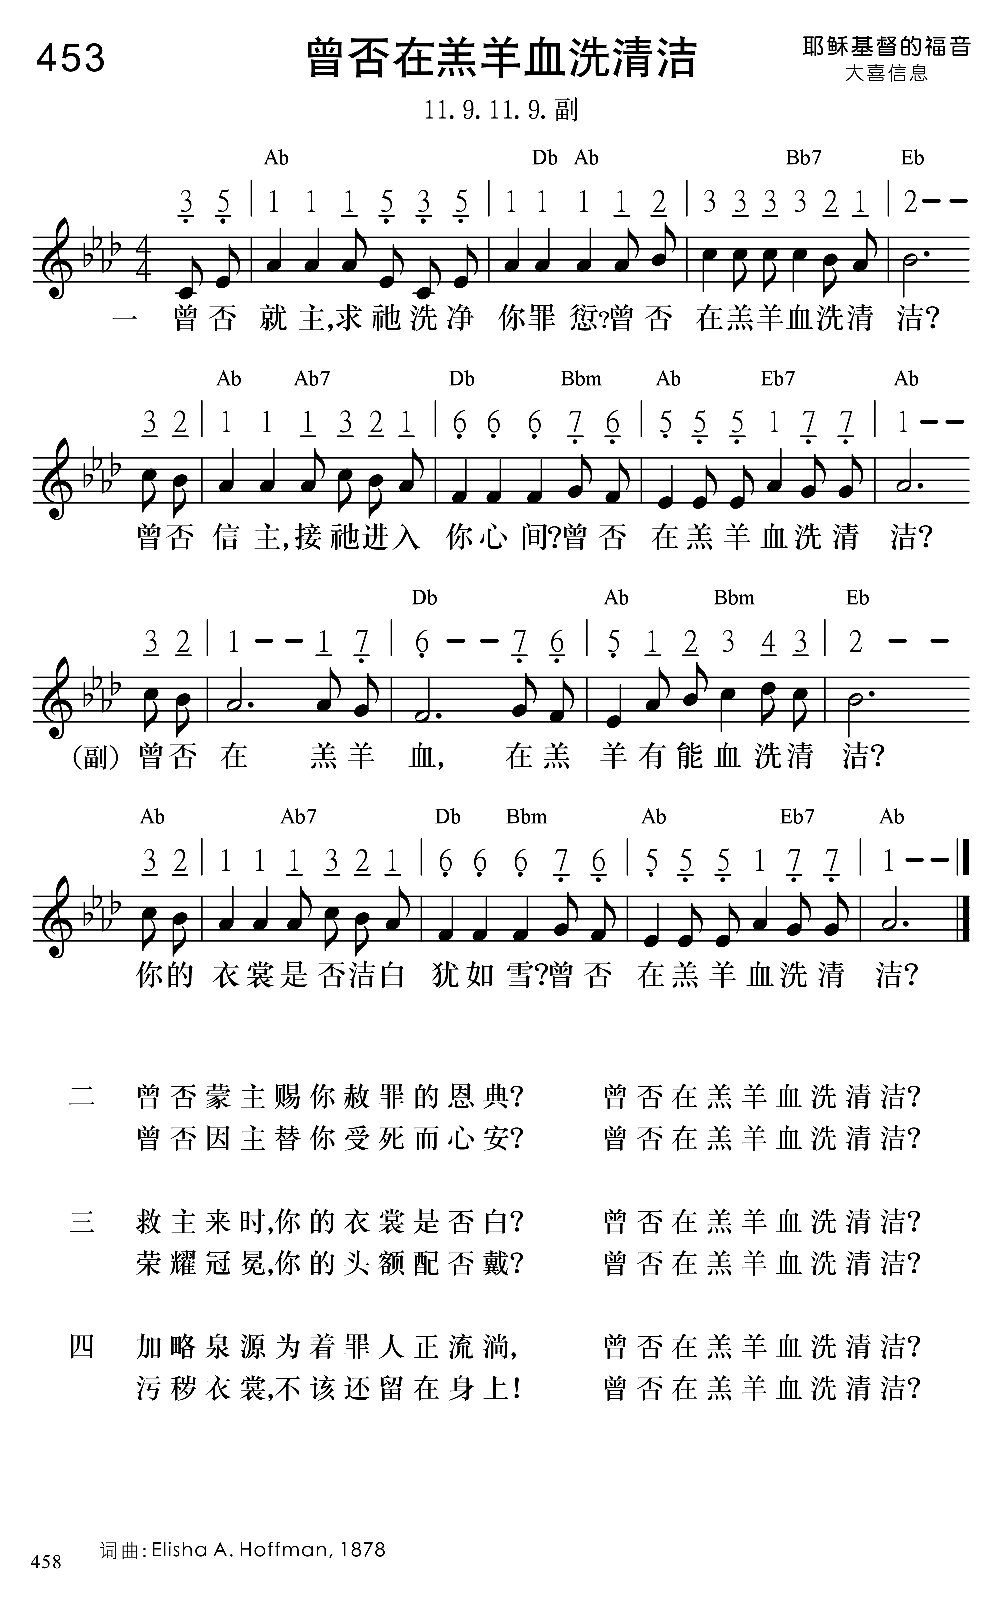 453
曾否在羔羊血洗清洁
耶稣基督的福音
大喜信息
11. 9. 11. 9. 副
Ab Db Ab Bb7 Eb
3 5 | 1 1 1 5 3 5 | 1 1 1 1 2 | 3 3 3 3 2 1 | 2 – –
4
4
一 曾否就主,求祂洗净你罪愆?曾否在羔羊血洗清洁?
Ab Ab7 Db Bbm Ab Eb7 Ab
3 2 | 1 1 1 3 2 1 | 6 6 6 7 6 | 5 5 5 1 7 7 | 1 – –
曾否信主,接祂进入你心间?曾否在羔羊血洗清洁?
Db Ab Bbm Eb
3 2 | 1 – – 1 7 | 6 – – 7 6 | 5 1 2 3 4 3 | 2 – –
(副) 曾否在羔羊血,在羔羊有能血洗清洁?
Ab Ab7 Db Bbm Ab Eb7 Ab
3 2 | 1 1 1 3 2 1 | 6 6 6 7 6 | 5 5 5 1 7 7 | 1 – –
你的衣裳是否洁白犹如雪?曾否在羔羊血洗清洁?
二 曾否蒙主赐你赦罪的恩典? 曾否在羔羊血洗清洁?
曾否因主替你受死而心安? 曾否在羔羊血洗清洁?
三 救主来时,你的衣裳是否白? 曾否在羔羊血洗清洁?
荣耀冠冕,你的头额配否戴? 曾否在羔羊血洗清洁?
四 加略泉源为着罪人正流淌, 曾否在羔羊血洗清洁?
污秽衣裳,不该还留在身上! 曾否在羔羊血洗清洁?
词曲: Elisha A. Hoffman, 1878
458